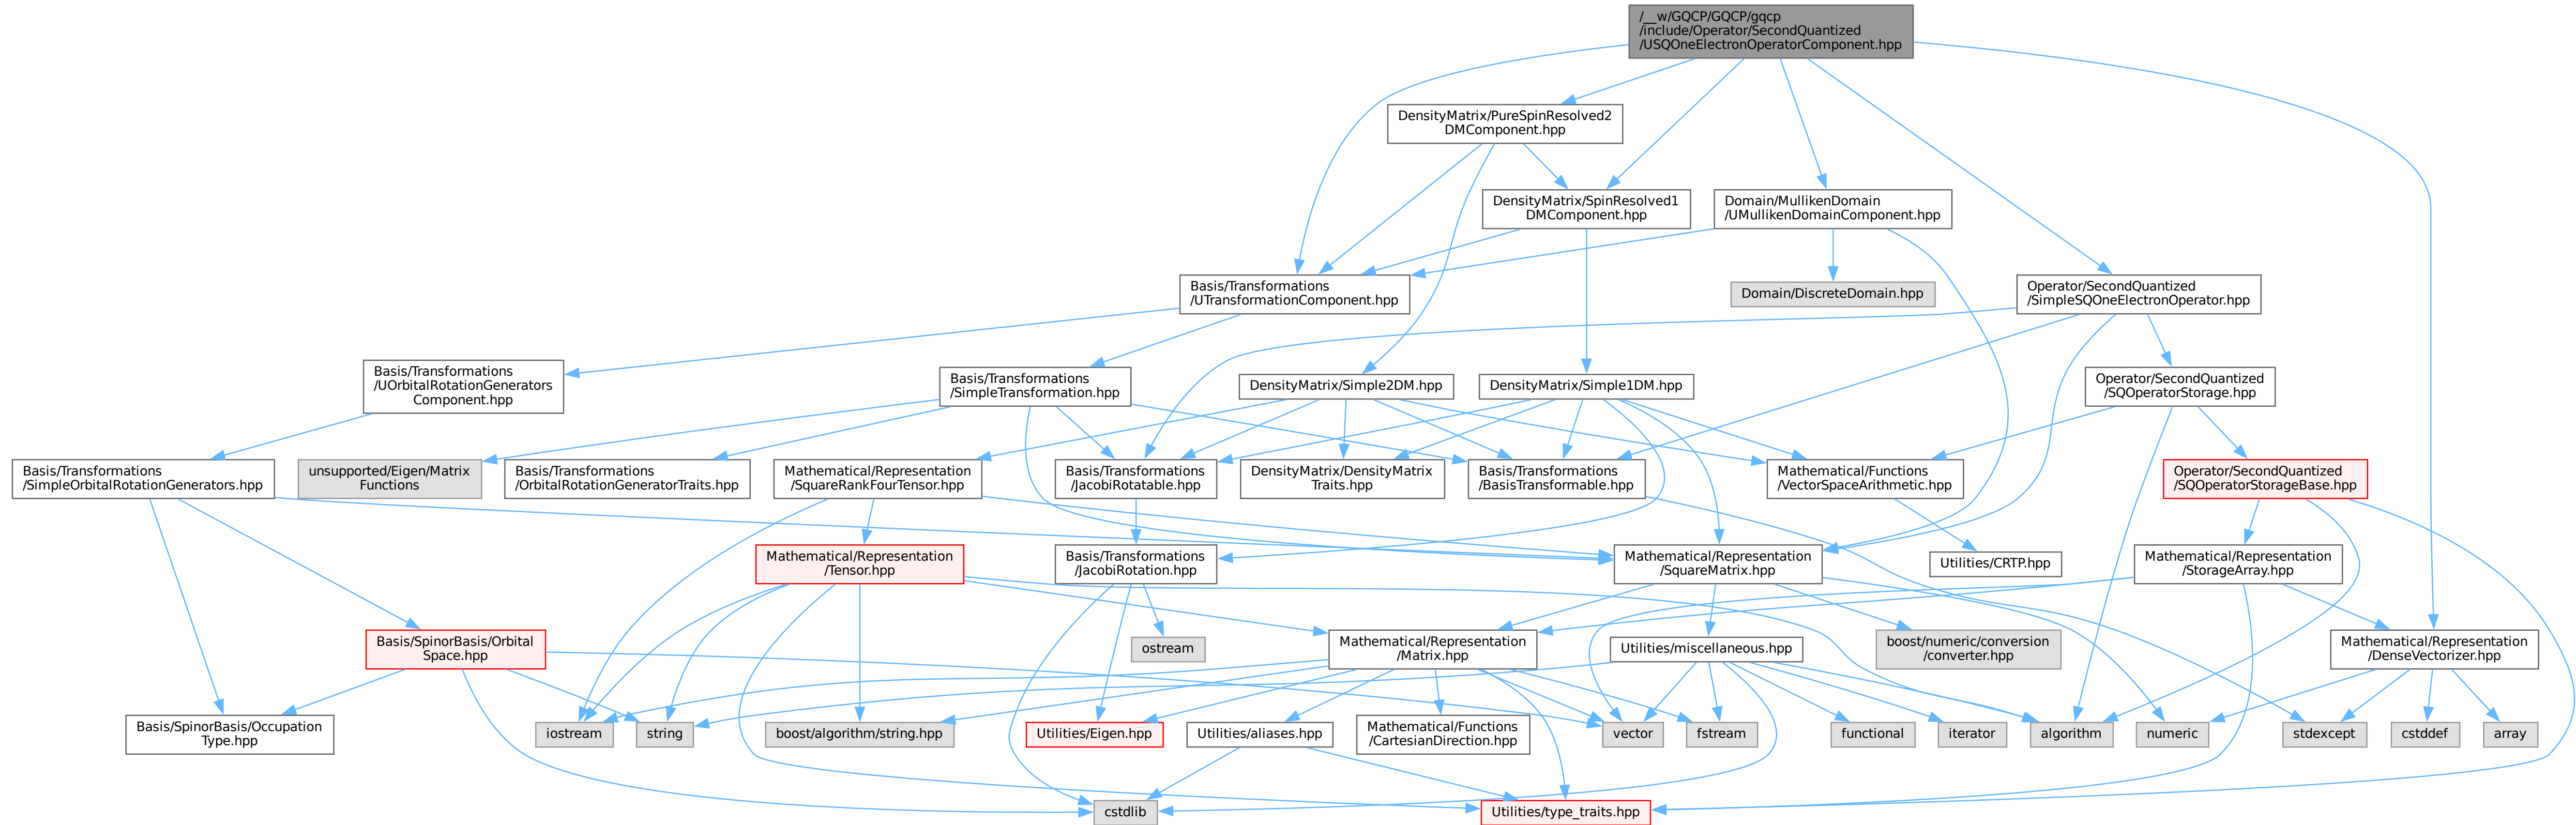 /__w/GQCP/GQCP/gqcp
/include/Operator/SecondQuantized
/USQOneElectronOperatorComponent.hpp
DensityMatrix/PureSpinResolved2
DMComponent.hpp
DensityMatrix/SpinResolved1
DMComponent.hpp
Domain/MullikenDomain
/UMullikenDomainComponent.hpp
Basis/Transformations
/UTransformationComponent.hpp
Domain/DiscreteDomain.hpp
Operator/SecondQuantized
/SimpleSQOneElectronOperator.hpp
Basis/Transformations
/UOrbitalRotationGenerators
Component.hpp
Basis/Transformations
/SimpleTransformation.hpp
DensityMatrix/Simple2DM.hpp
DensityMatrix/Simple1DM.hpp
Operator/SecondQuantized
/SQOperatorStorage.hpp
Basis/Transformations
/SimpleOrbitalRotationGenerators.hpp
unsupported/Eigen/Matrix
Functions
Basis/Transformations
/OrbitalRotationGeneratorTraits.hpp
Mathematical/Representation
/SquareRankFourTensor.hpp
Basis/Transformations
/JacobiRotatable.hpp
DensityMatrix/DensityMatrix
Traits.hpp
Basis/Transformations
/BasisTransformable.hpp
Mathematical/Functions
/VectorSpaceArithmetic.hpp
Operator/SecondQuantized
/SQOperatorStorageBase.hpp
Mathematical/Representation
/Tensor.hpp
Basis/Transformations
/JacobiRotation.hpp
Mathematical/Representation
/SquareMatrix.hpp
Utilities/CRTP.hpp
Mathematical/Representation
/StorageArray.hpp
Basis/SpinorBasis/Orbital
Space.hpp
ostream
Mathematical/Representation
/Matrix.hpp
Utilities/miscellaneous.hpp
boost/numeric/conversion
/converter.hpp
Mathematical/Representation
/DenseVectorizer.hpp
Basis/SpinorBasis/Occupation
Type.hpp
iostream
string
boost/algorithm/string.hpp
Utilities/Eigen.hpp
Utilities/aliases.hpp
Mathematical/Functions
/CartesianDirection.hpp
vector
fstream
functional
iterator
algorithm
numeric
stdexcept
cstddef
array
cstdlib
Utilities/type_traits.hpp